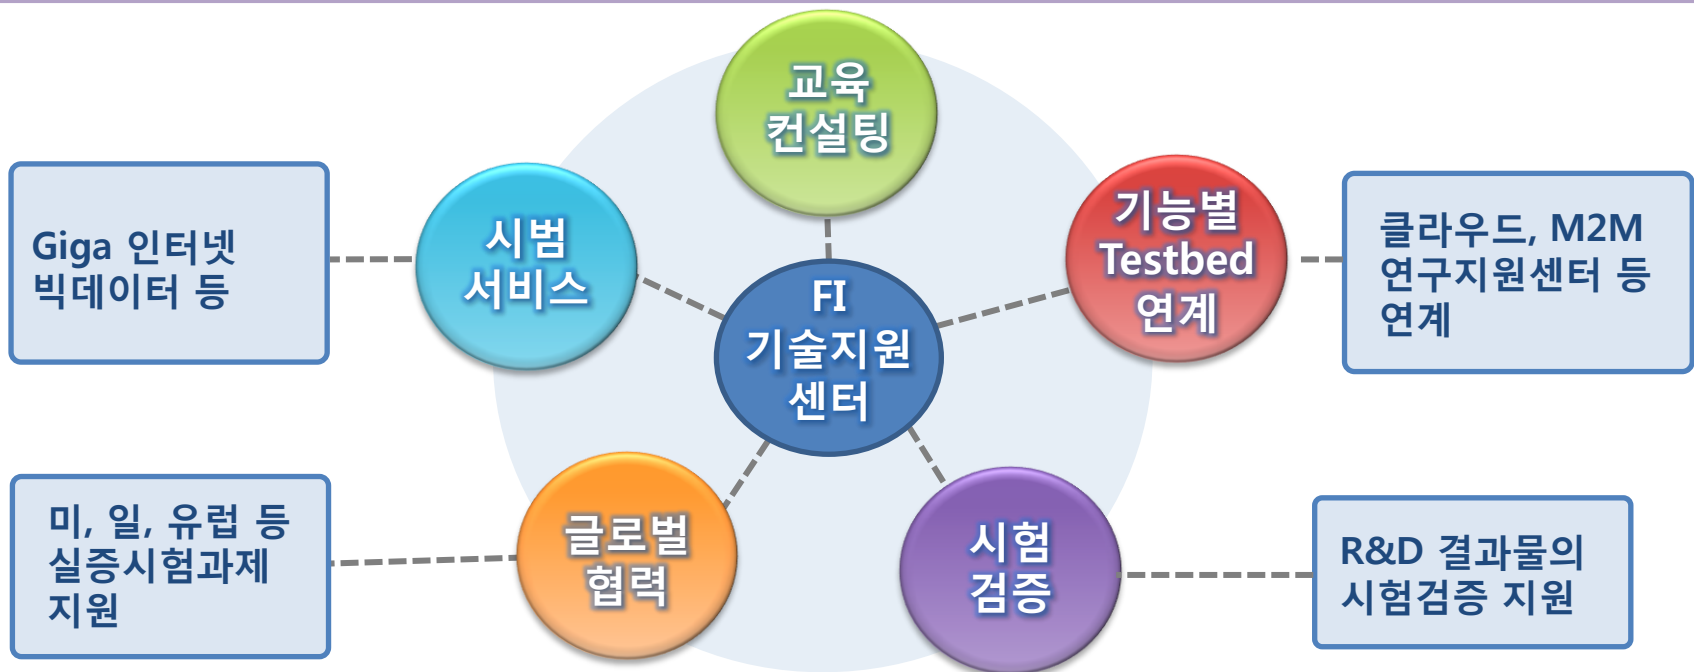 교육
컨설팅
시범
서비스
Giga 인터넷
빅데이터 등
기능별
Testbed
연계
클라우드, M2M
연구지원센터 등
연계
FI
기술지원
센터
글로벌
협력
미, 일, 유럽 등
실증시험과제
지원
시험
검증
R&D 결과물의
시험검증 지원